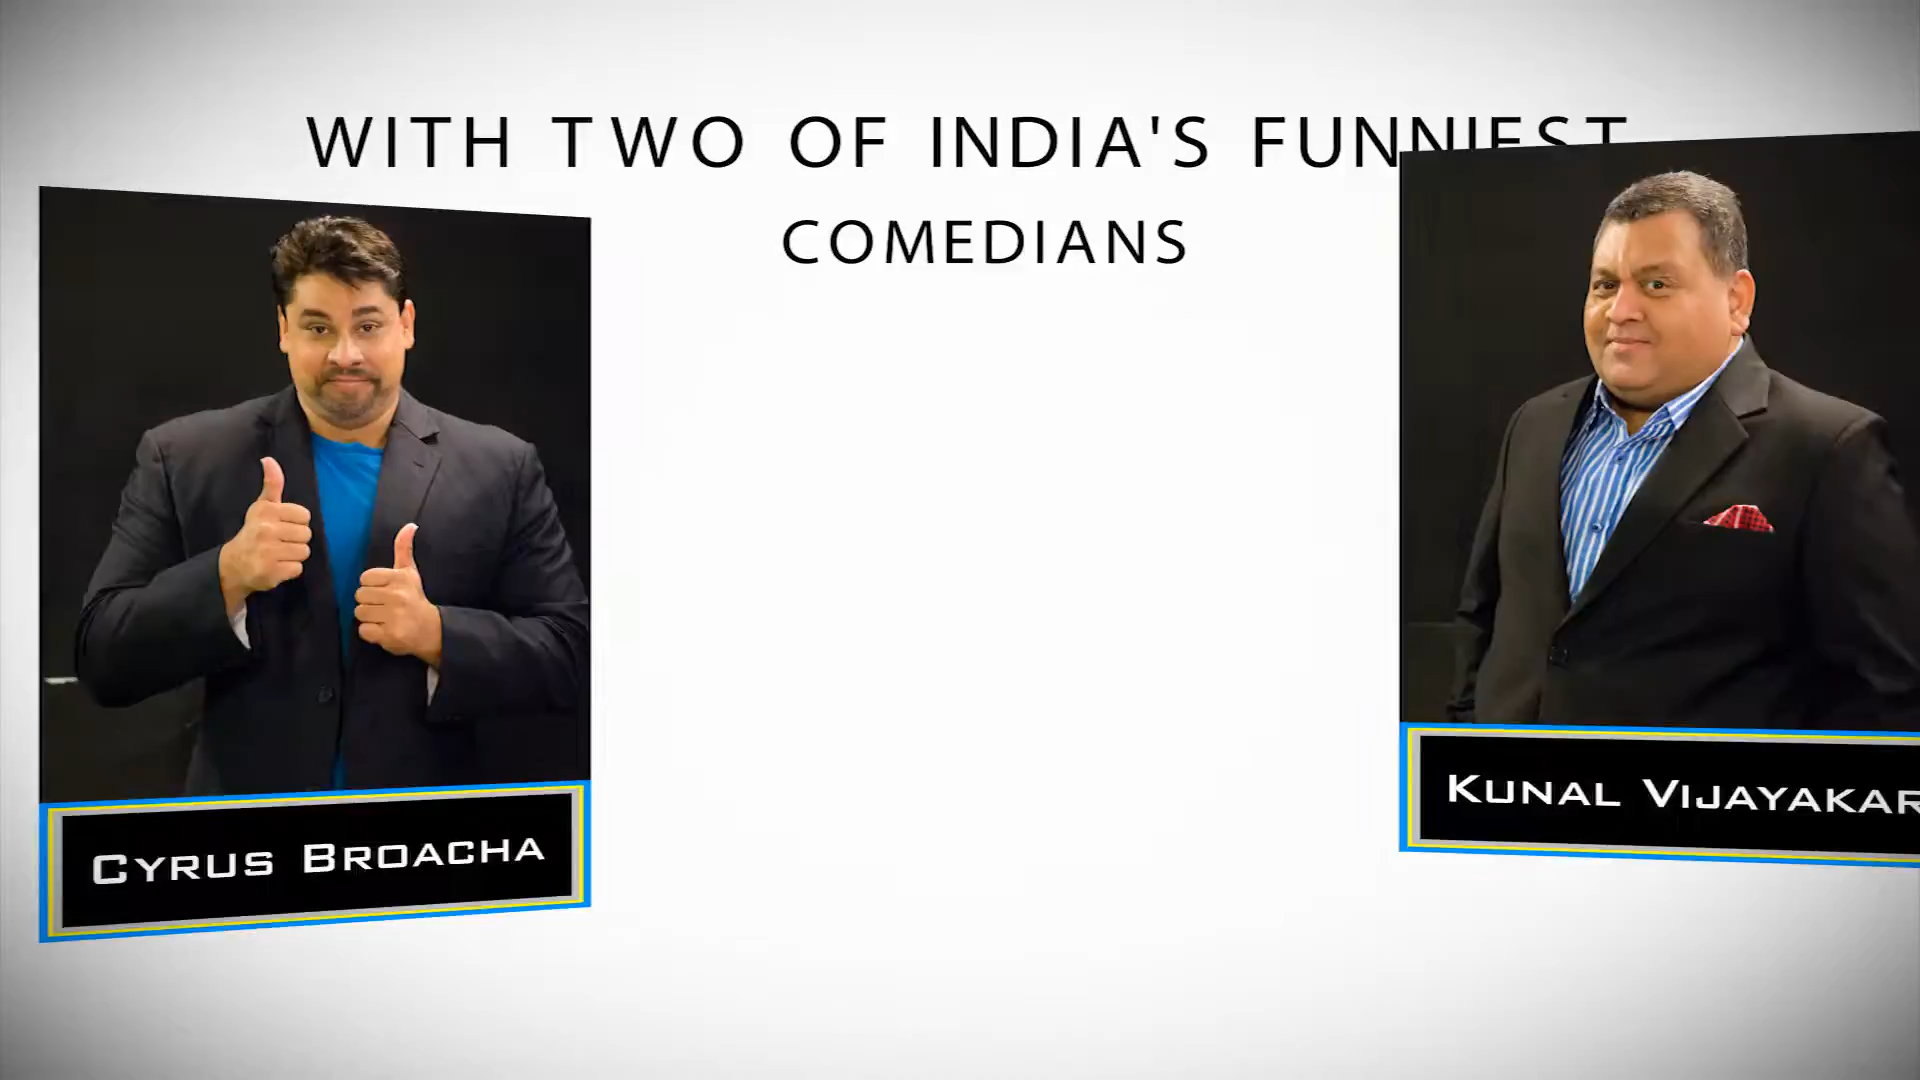 WITH TWO OF INDIA'S FUNNIEST
COMEDIANS
CYRUS BROACHA
KUNAL VIJAYAKAR